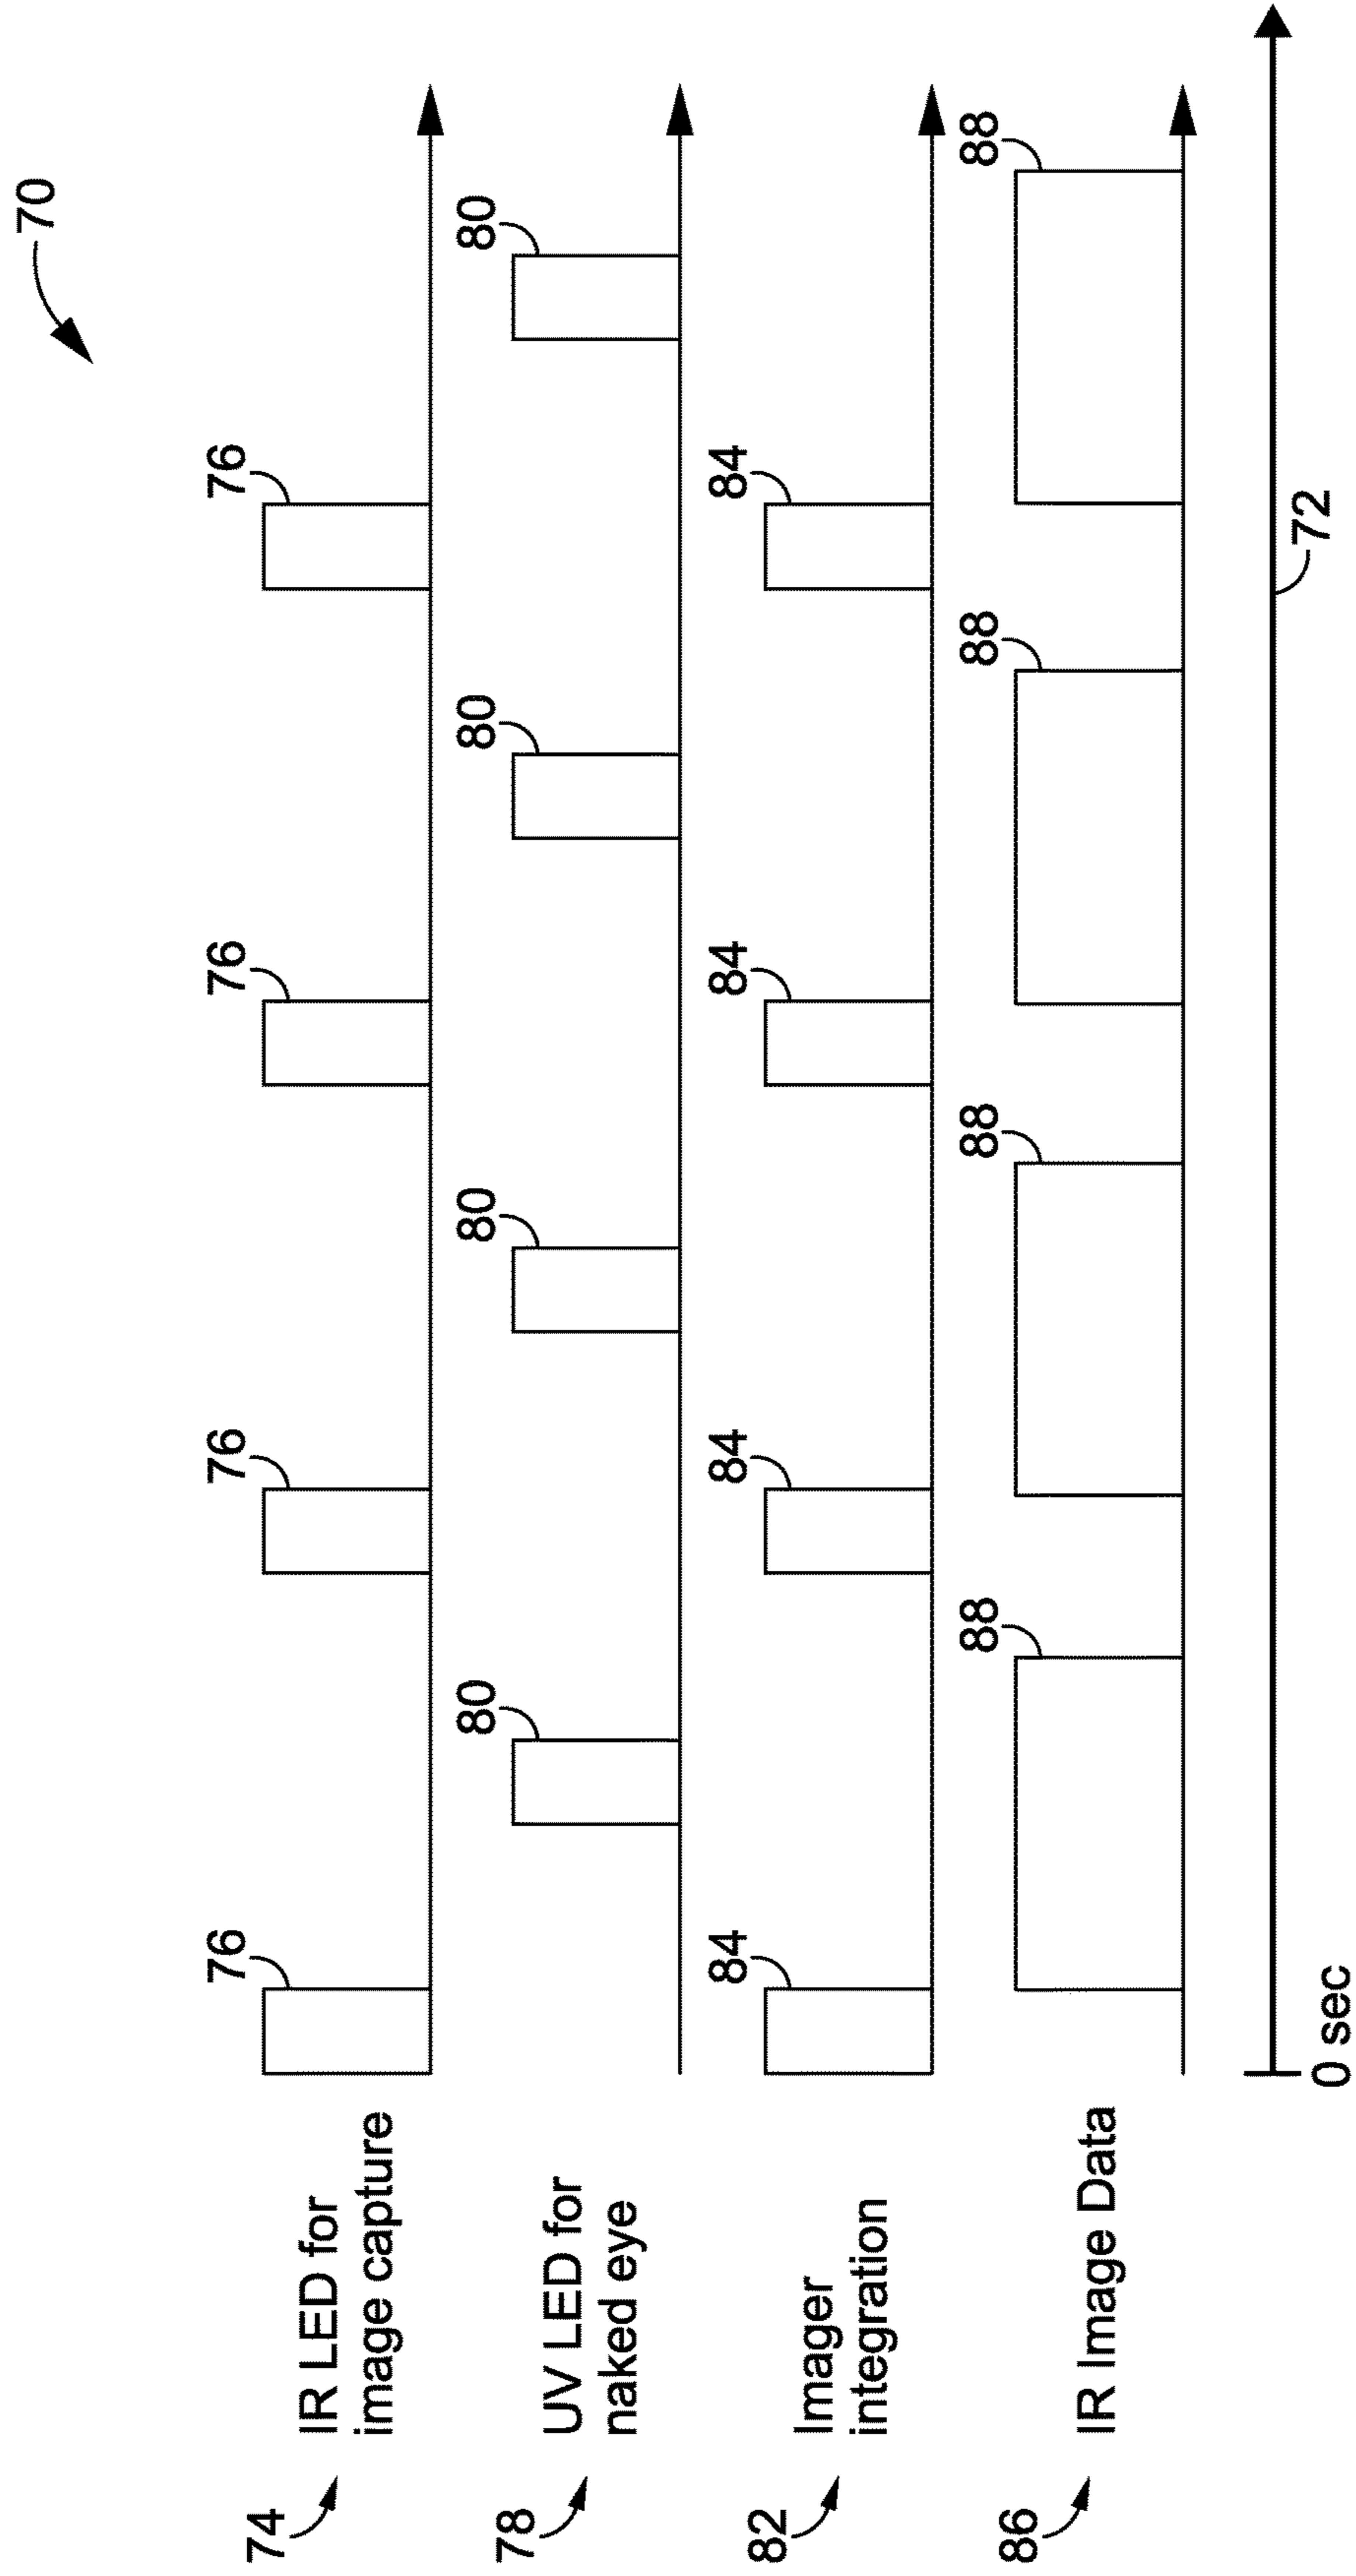 70
74
IR LED for
image capture
76
76
76
76
78
UV LED for
naked eye
80
80
80
80
82
Imager
integration
84
84
84
84
86
IR Image Data
88
88
88
88
0 sec
72